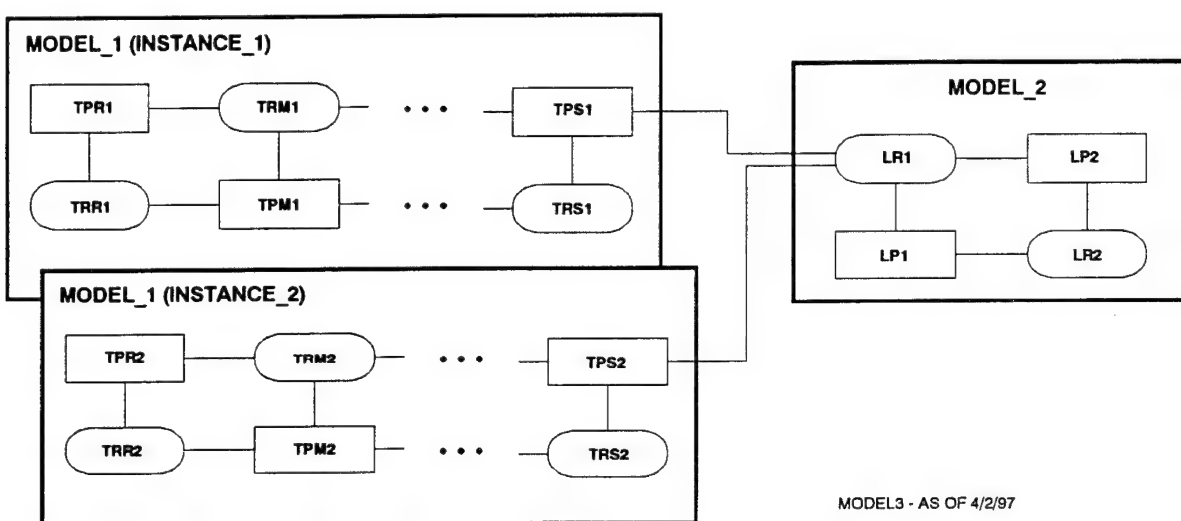 MODEL_1 (INSTANCE_1)
TPR1
TRM1
• • •
TPS1
TRR1
TPM1
• • •
TRS1
MODEL_1 (INSTANCE_2)
TPR2
TRM2
• • •
TPS2
TRR2
TPM2
• • •
TRS2
MODEL_2
LR1
LP2
LP1
LR2
MODEL3 - AS OF 4/2/97